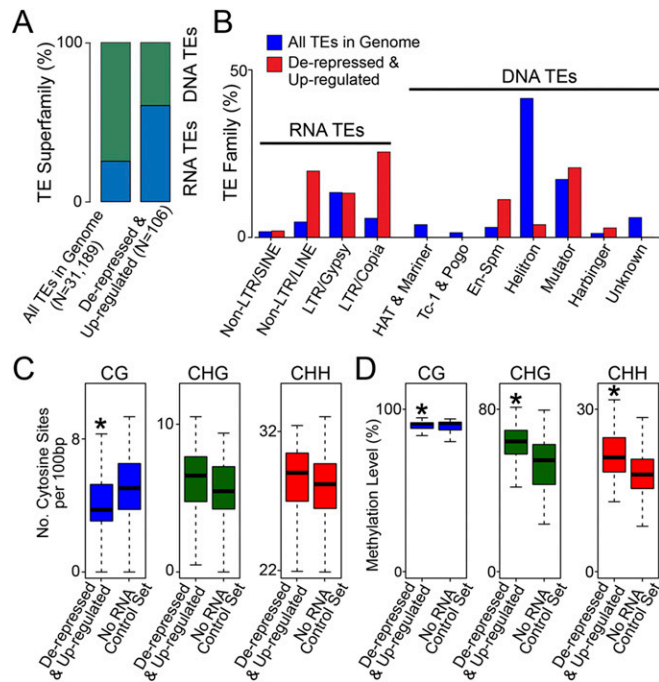 A
TE Superfamily (%)
100
50
0
DNA TEs
RNA TEs
All TEs in Genome
(N=31,189)
De-repressed &
Up-regulated (N=106)
B
All TEs in Genome
De-repressed &
Up-regulated
TE Family (%)
50
0
RNA TEs
DNA TEs
Non-LTR/SINE
Non-LTR/LINE
LTR/Gypsy
LTR/Copia
HAT & Mariner
Tc-1 & Pogo
En-Spm
Helitron
Mutator
Harbinger
Unknown
C
No. Cytosine Sites
per 100bp
CG
8
0
*
De-repressed
& Up-regulated
No RNA
Control Set
CHG
10
0
De-repressed
& Up-regulated
No RNA
Control Set
CHH
32
22
De-repressed
& Up-regulated
No RNA
Control Set
D
Methylation Level (%)
CG
100
0
*
De-repressed
& Up-regulated
No RNA
Control Set
CHG
80
0
*
De-repressed
& Up-regulated
No RNA
Control Set
CHH
30
0
*
De-repressed
& Up-regulated
No RNA
Control Set